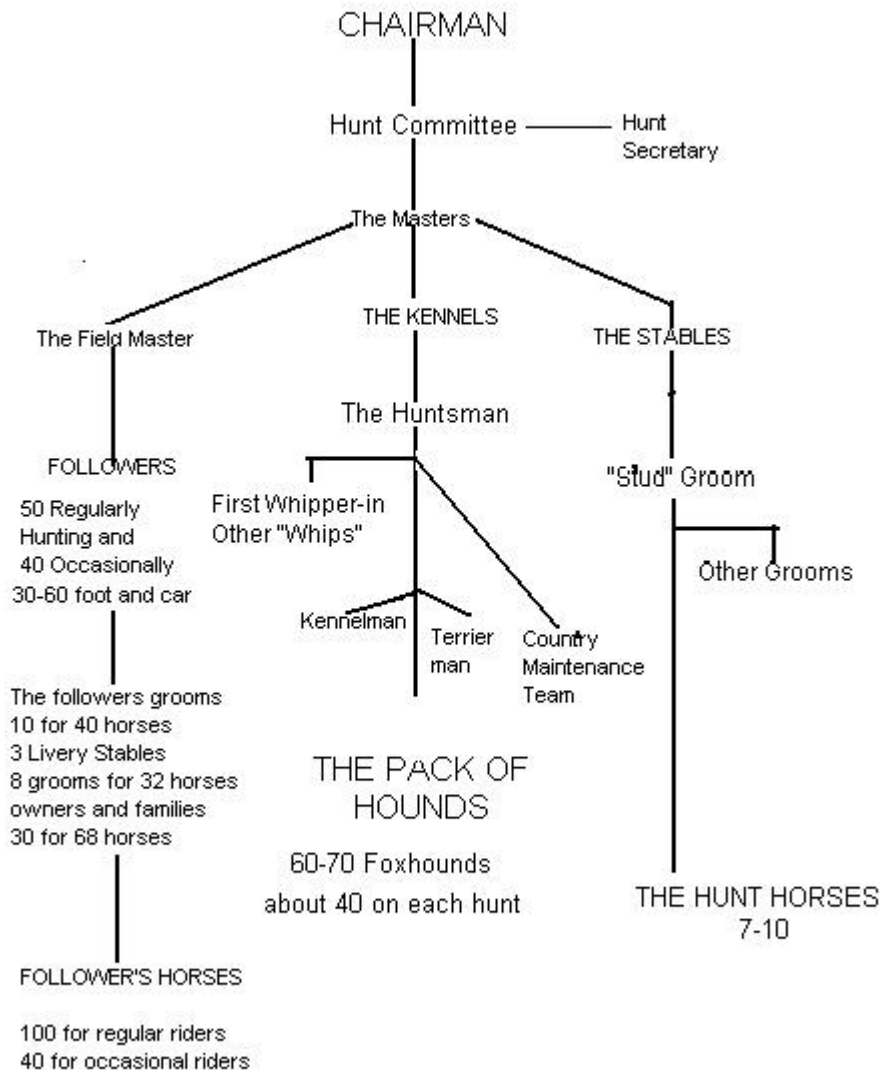 CHAIRMAN
Hunt Committee
Hunt
Secretary
The Masters
The Field Master
THE KENNELS
THE STABLES
The Huntsman
FOLLOWERS
50 Regularly
Hunting and
40 Occasionally
30-60 foot and car
First Whipper-in
Other "Whips"
"Stud" Groom
Other Grooms
Kennelman
Terrier
man
Country
Maintenance
Team
The followers grooms
10 for 40 horses
3 Livery Stables
8 grooms for 32 horses
owners and families
30 for 68 horses
THE PACK OF
HOUNDS
60-70 Foxhounds
about 40 on each hunt
THE HUNT HORSES
7-10
FOLLOWER'S HORSES
100 for regular riders
40 for occasional riders